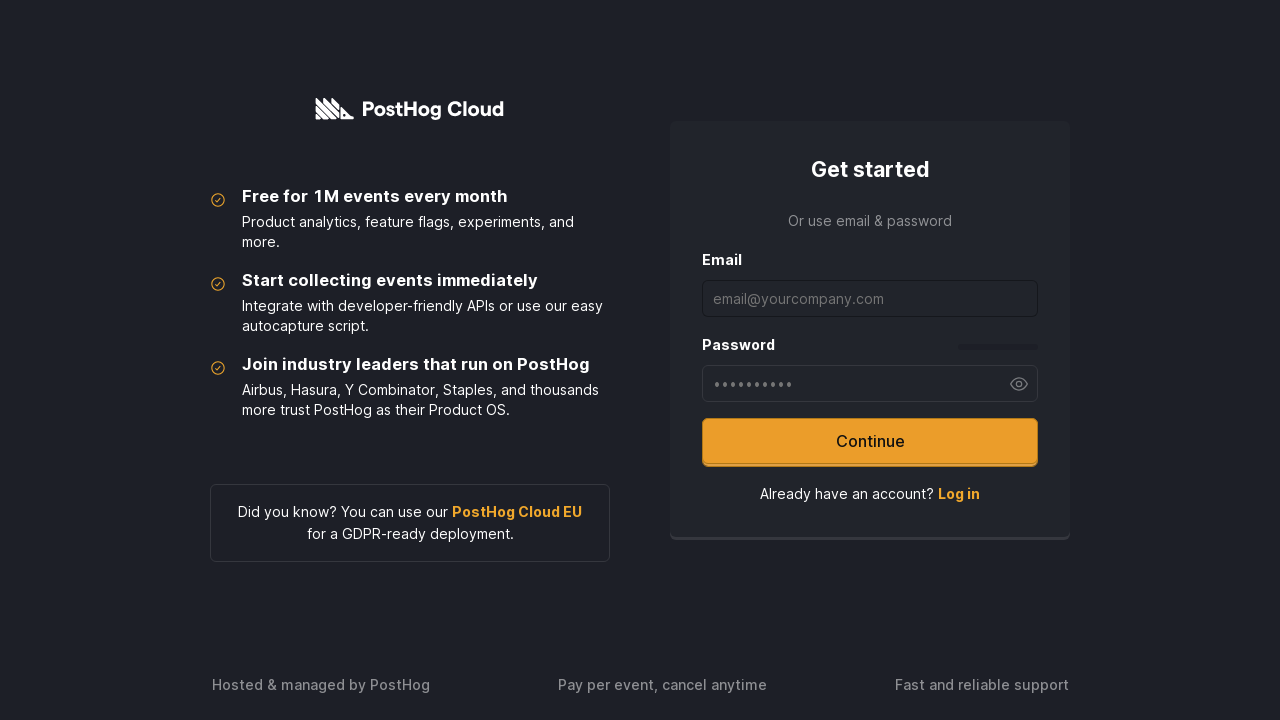 PostHog Cloud
Free for 1M events every month
Product analytics, feature flags, experiments, and
more.
Start collecting events immediately
Integrate with developer-friendly APIs or use our easy
autocapture script.
Join industry leaders that run on PostHog
Airbus, Hasura, Y Combinator, Staples, and thousands
more trust PostHog as their Product OS.
Did you know? You can use our PostHog Cloud EU
for a GDPR-ready deployment.
Get started
Or use email & password
Email
email@yourcompany.com
Password
••••••••••
Continue
Already have an account? Log in
Hosted & managed by PostHog
Pay per event, cancel anytime
Fast and reliable support